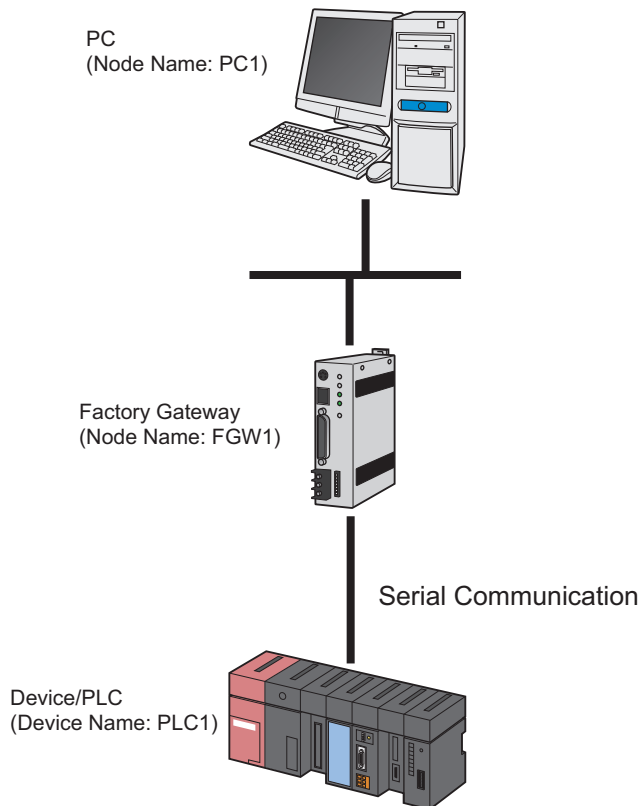 PC
(Node Name: PC1)
Factory Gateway
(Node Name: FGW1)
Serial Communication
Device/PLC
(Device Name: PLC1)